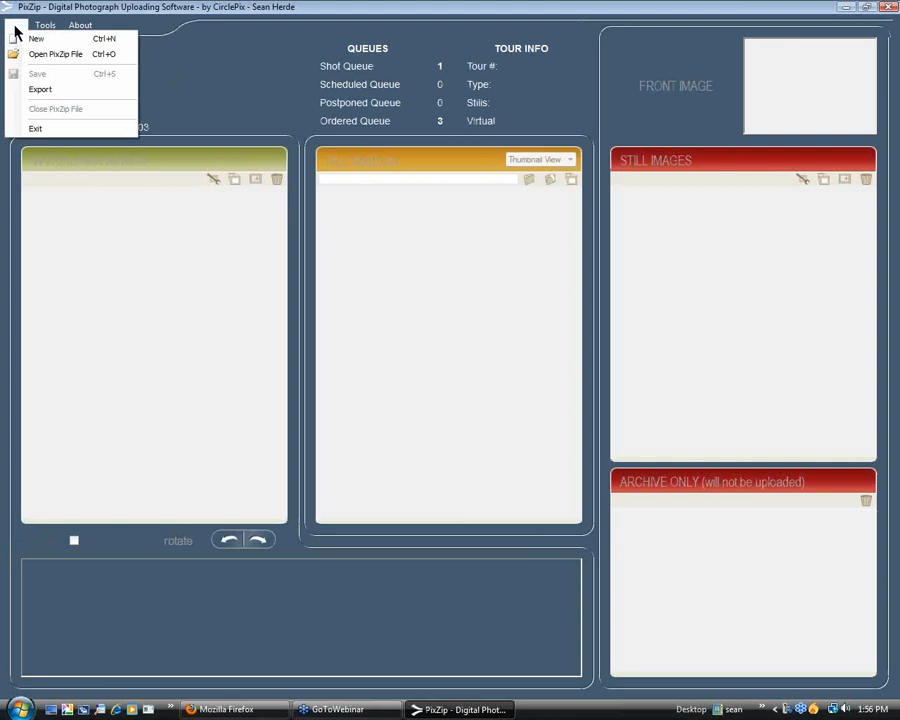 PixZip - Digital Photograph Uploading Software - by CirclePix - Sean Herde
Tools About
New Ctrl+N
Open PixZip File Ctrl+O
Save Ctrl+S
Export
Close PixZip File
Exit
03
QUEUES
Shot Queue 1
Scheduled Queue 0
Postponed Queue 0
Ordered Queue 3
TOUR INFO
Tour #:
Type:
Stills:
Virtual
FRONT IMAGE
Thumbnail View
STILL IMAGES
ARCHIVE ONLY (will not be uploaded)
rotate
Mozilla Firefox
GoToWebinar
PixZip - Digital Phot...
Desktop
sean
1:56 PM